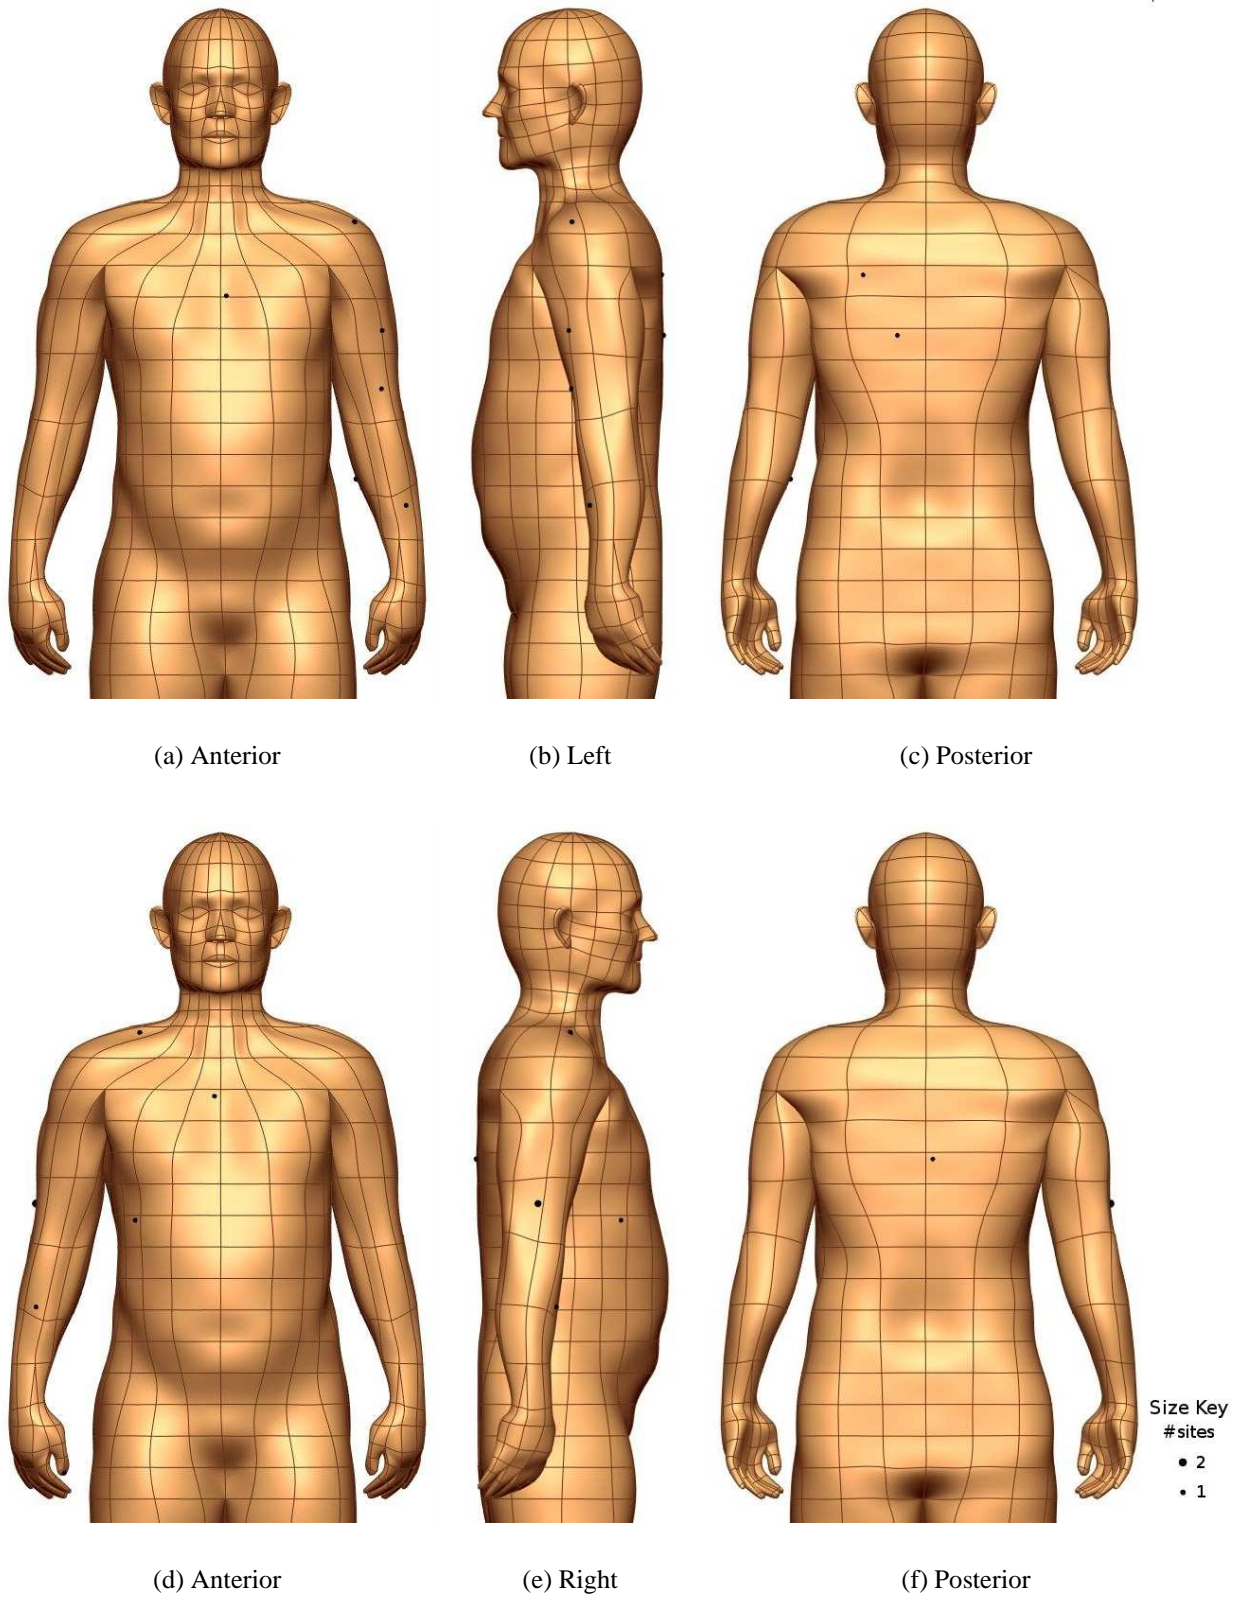 (a) Anterior
(b) Left
(c) Posterior
Size Key
#sites
2
1
(d) Anterior
(e) Right
(f) Posterior